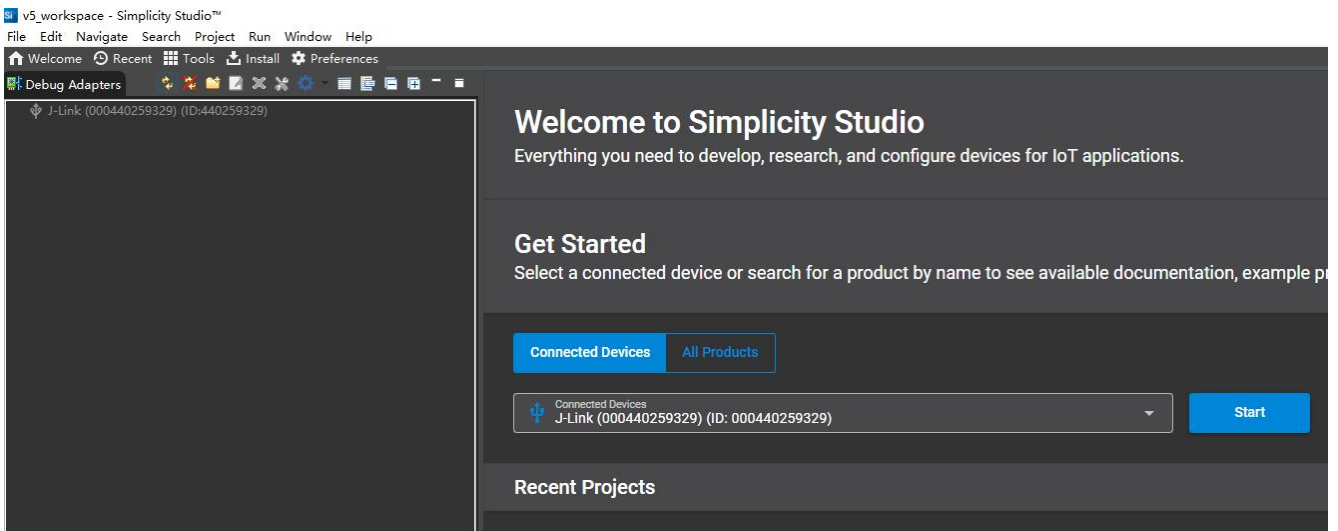 Si v5_workspace - Simplicity Studio™
File Edit Navigate Search Project Run Window Help
Welcome Recent Tools Install Preferences
Debug Adapters
J-Link (000440259329) (ID:440259329)
Welcome to Simplicity Studio
Everything you need to develop, research, and configure devices for IoT applications.
Get Started
Select a connected device or search for a product by name to see available documentation, example pr
Connected Devices All Products
Connected Devices
J-Link (000440259329) (ID: 000440259329)
Start
Recent Projects